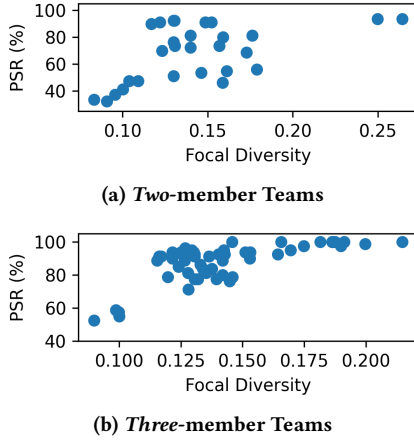 100
80
60
40
PSR (%)
0.10 0.15 0.20 0.25
Focal Diversity
(a) Two-member Teams
100
80
60
40
PSR (%)
0.100 0.125 0.150 0.175 0.200
Focal Diversity
(b) Three-member Teams